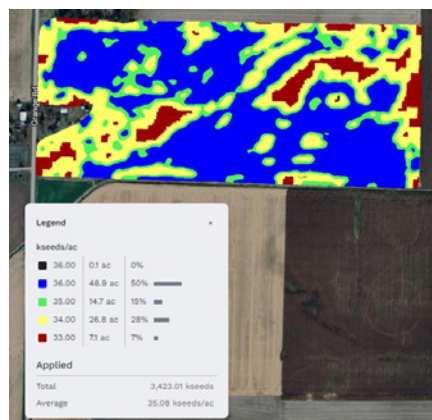 Grange Rd
Legend ×
kseeds/ac
36.00 0.1 ac 0%
36.00 48.9 ac 50%
35.00 14.7 ac 15%
34.00 26.8 ac 28%
33.00 7.1 ac 7%
Applied
Total 3,423.01 kseeds
Average 35.08 kseeds/ac